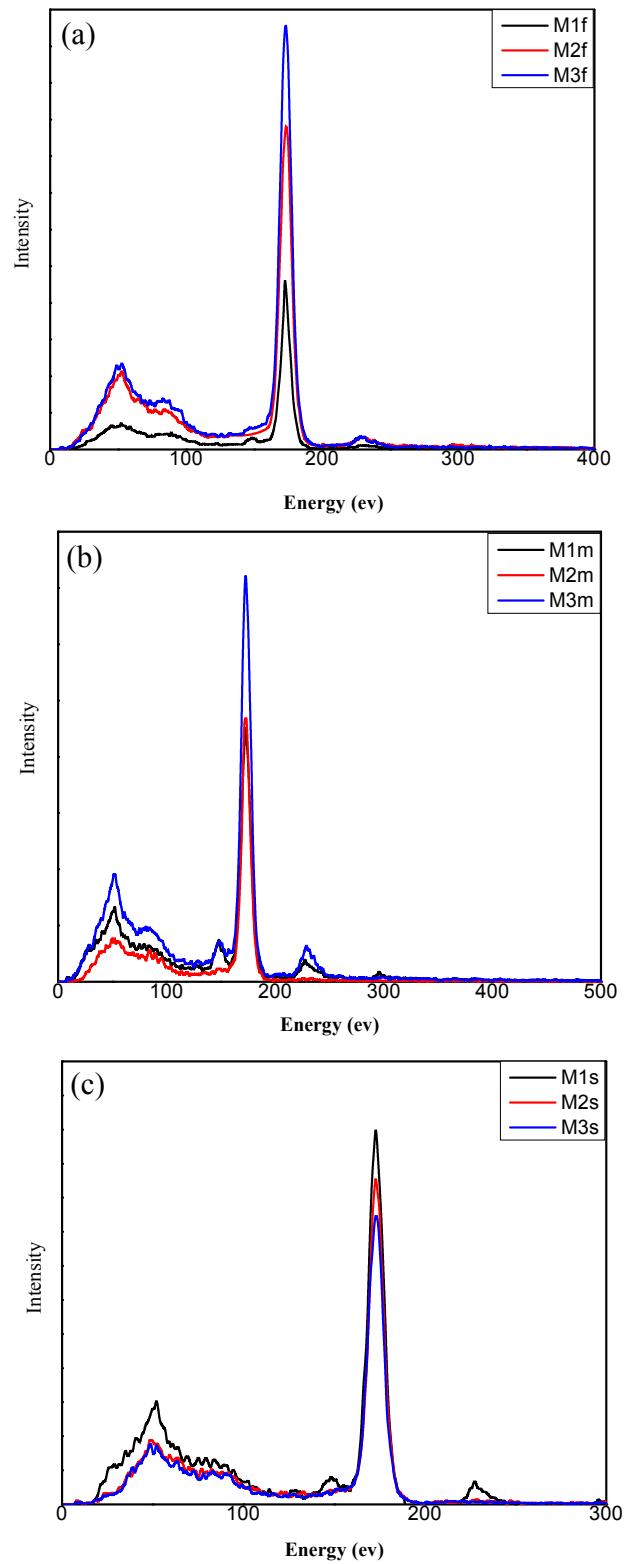 (a)
M1f
M2f
M3f
Intensity
0 100 200 300 400
Energy (ev)
(b)
M1m
M2m
M3m
Intensity
0 100 200 300 400 500
Energy (ev)
(c)
M1s
M2s
M3s
Intensity
0 100 200 300
Energy (ev)